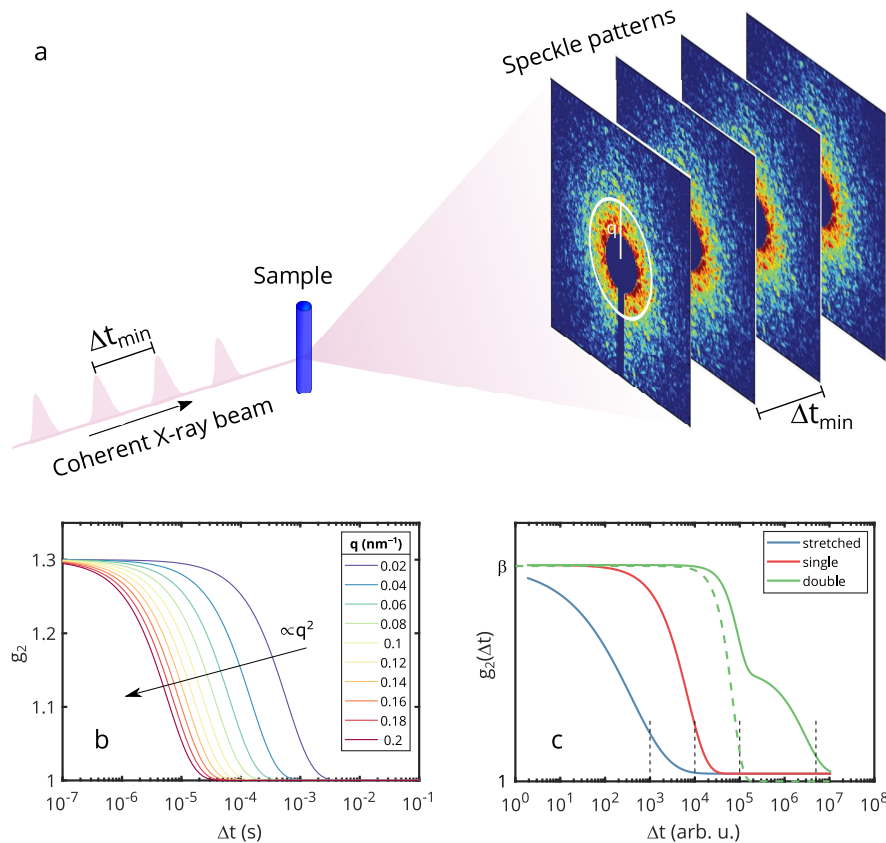 a
Speckle patterns
q
Sample
Δt_min
Coherent X-ray beam
Δt_min
q (nm⁻¹)
0.02
0.04
0.06
0.08
0.1
0.12
0.14
0.16
0.18
0.2
∝q²
b
g₂
1.3
1.2
1.1
1
10⁻⁷ 10⁻⁶ 10⁻⁵ 10⁻⁴ 10⁻³ 10⁻² 10⁻¹
Δt (s)
stretched
single
double
c
g₂(Δt)
β
1
10⁰ 10¹ 10² 10³ 10⁴ 10⁵ 10⁶ 10⁷ 10⁸
Δt (arb. u.)